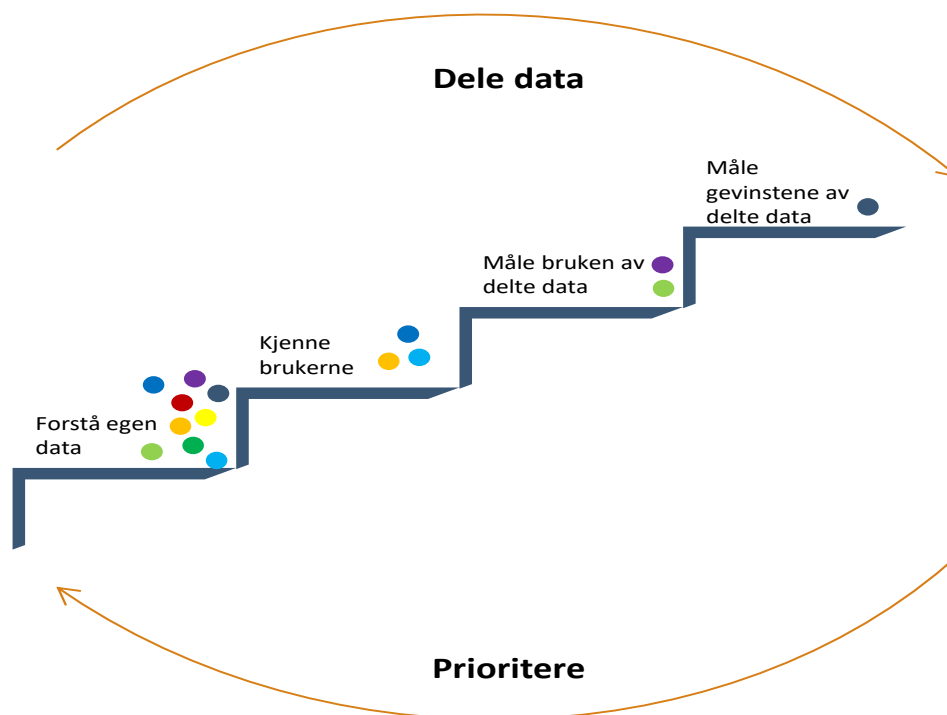 Dele data
Måle
gevinstene av
delte data
Måle bruken av
delte data
Kjenne
brukerne
Forstå egen
data
Prioritere